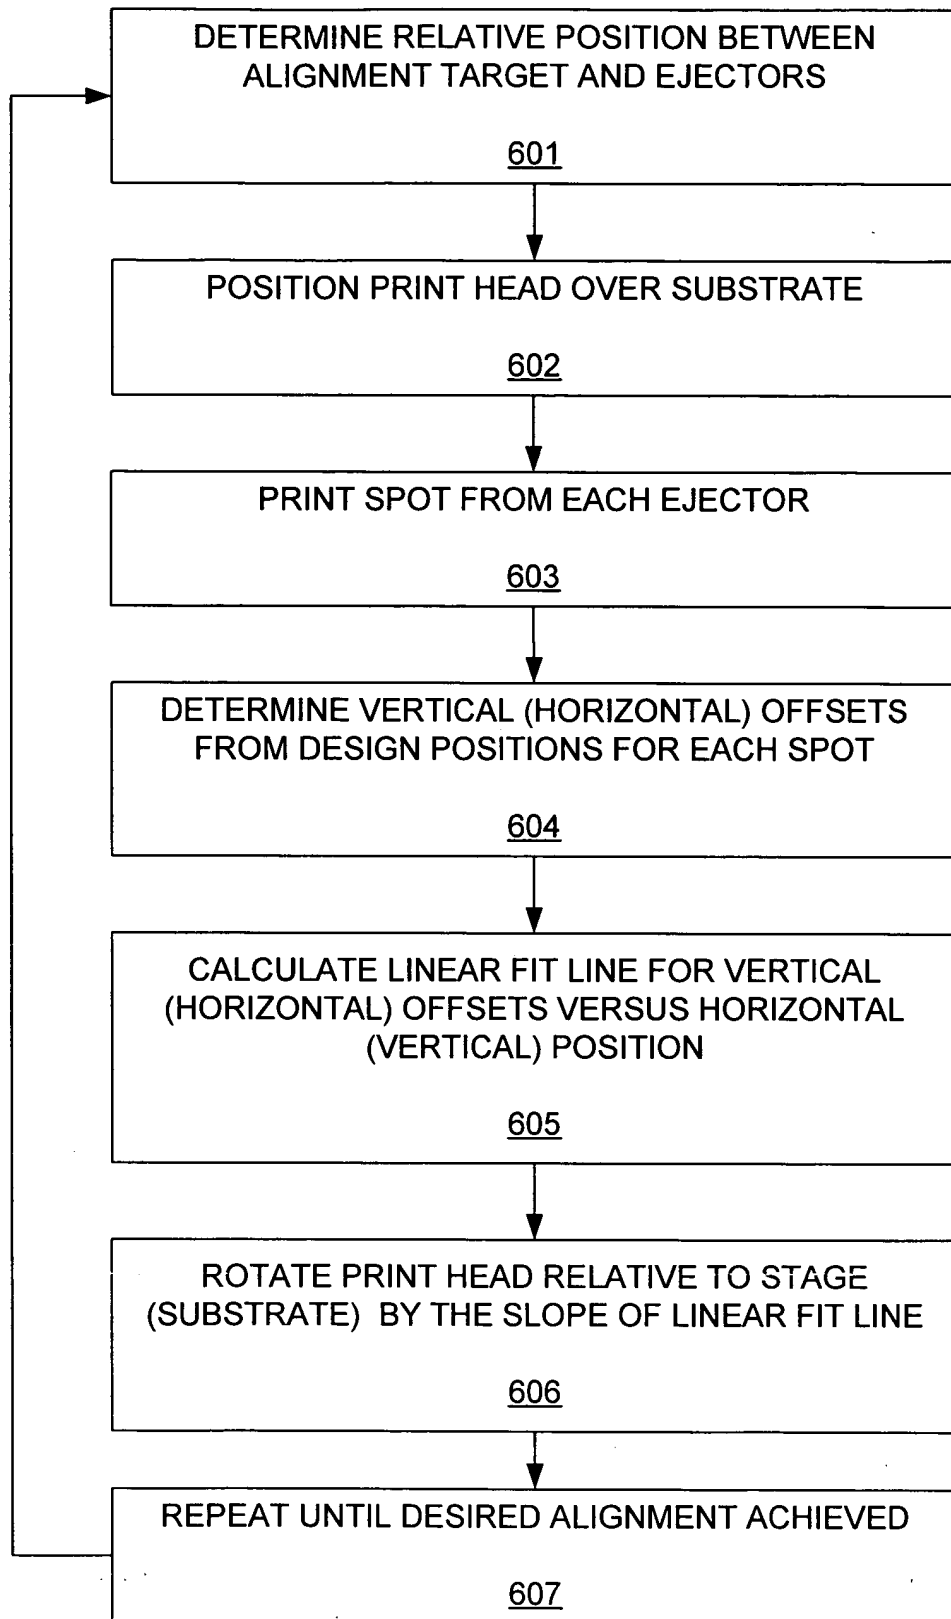 DETERMINE RELATIVE POSITION BETWEEN
ALIGNMENT TARGET AND EJECTORS
601
POSITION PRINT HEAD OVER SUBSTRATE
602
PRINT SPOT FROM EACH EJECTOR
603
DETERMINE VERTICAL (HORIZONTAL) OFFSETS
FROM DESIGN POSITIONS FOR EACH SPOT
604
CALCULATE LINEAR FIT LINE FOR VERTICAL
(HORIZONTAL) OFFSETS VERSUS HORIZONTAL
(VERTICAL) POSITION
605
ROTATE PRINT HEAD RELATIVE TO STAGE
(SUBSTRATE) BY THE SLOPE OF LINEAR FIT LINE
606
REPEAT UNTIL DESIRED ALIGNMENT ACHIEVED
607